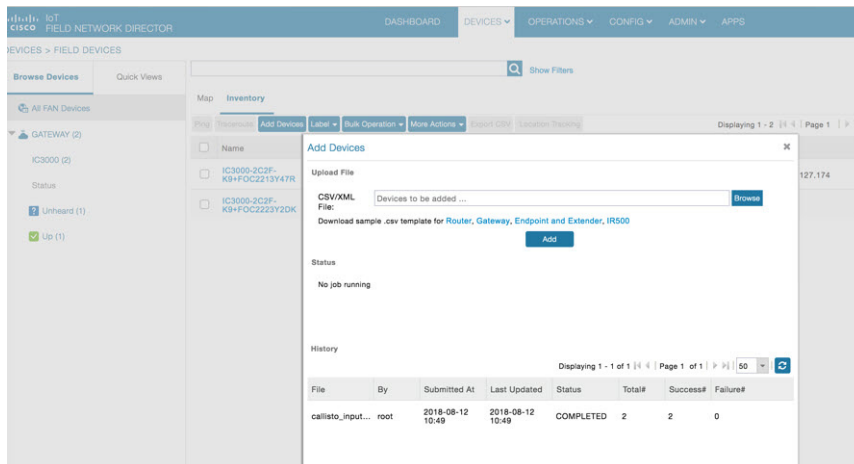 cisco IoT
FIELD NETWORK DIRECTOR
DASHBOARD DEVICES OPERATIONS CONFIG ADMIN APPS
DEVICES > FIELD DEVICES
Browse Devices Quick Views
Show Filters
All FAN Devices
Map Inventory
Ping Traceroute Add Devices Label Bulk Operation More Actions Export CSV Location Tracking Displaying 1 - 2 Page 1
GATEWAY (2)
IC3000 (2)
Status
Unheard (1)
Up (1)
Name
IC3000-2C2F-
K9+FOC2213Y47R
127.174
IC3000-2C2F-
K9+FOC2223Y2DK
Add Devices
Upload File
CSV/XML
File:
Devices to be added ...
Browse
Download sample .csv template for Router, Gateway, Endpoint and Extender, IR500
Add
Status
No job running
History
Displaying 1 - 1 of 1 Page 1 of 1 50
File By Submitted At Last Updated Status Total# Success# Failure#
callisto_input... root 2018-08-12 10:49 2018-08-12 10:49 COMPLETED 2 2 0